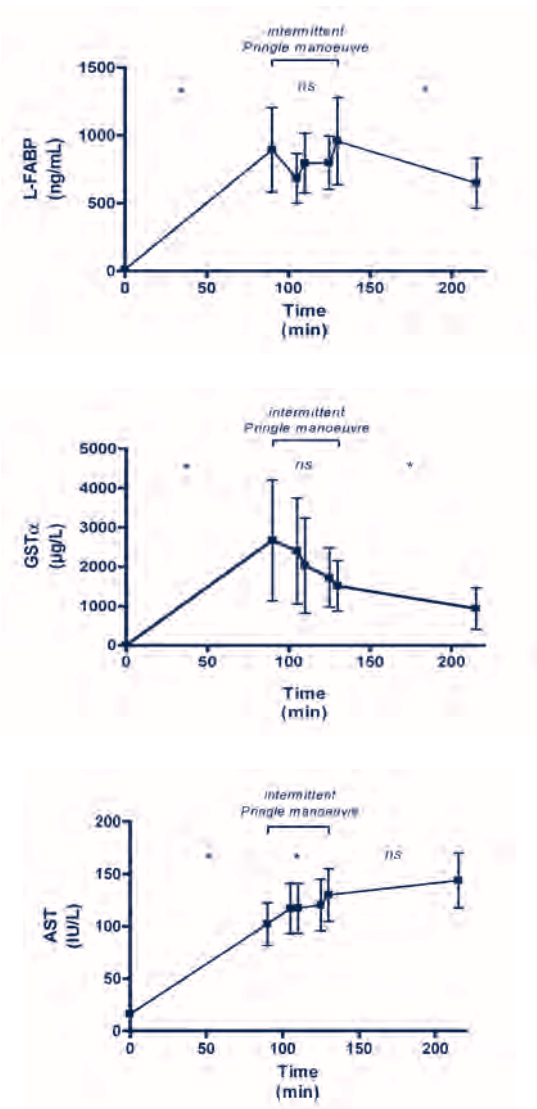 intermittent
Pringle manoeuvre
1500
1000
500
0
L-FABP
(ng/mL)
*
ns
*
0 50 100 150 200
Time
(min)
intermittent
Pringle manoeuvre
5000
4000
3000
2000
1000
0
GSTα
(µg/L)
*
ns
*
0 50 100 150 200
Time
(min)
intermittent
Pringle manoeuvre
200
150
100
50
0
AST
(IU/L)
*
*
ns
0 50 100 150 200
Time
(min)